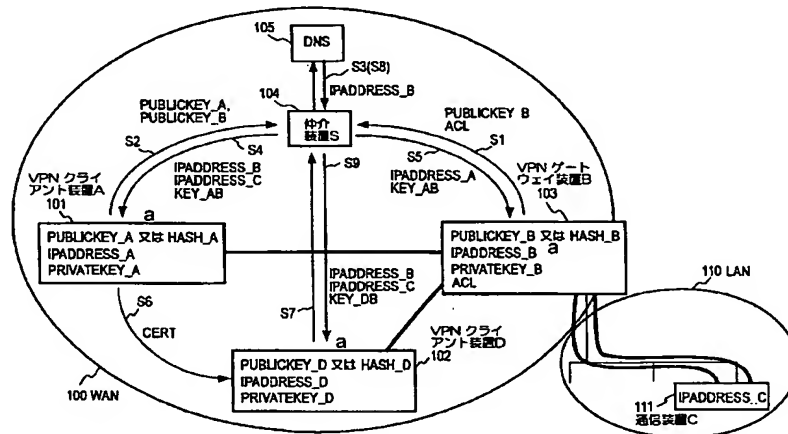 105
DNS
S3(S8)
IPADDRESS_B
104
仲介
装置S
PUBLICKEY_A,
PUBLICKEY_B
S2
S4
IPADDRESS_B
IPADDRESS_C
KEY_AB
S9
PUBLICKEY B
ACL
S1
S5
IPADDRESS_A
KEY_AB
VPN クライ
アント装置A
101
a
PUBLICKEY_A 又は HASH_A
IPADDRESS_A
PRIVATEKEY_A
VPN ゲート
ウェイ装置B
103
PUBLICKEY_B 又は HASH_B
a
IPADDRESS_B
PRIVATEKEY_B
ACL
S6
CERT
S7
IPADDRESS_B
IPADDRESS_C
KEY_DB
a
VPN クライ
アント装置D
102
PUBLICKEY_D 又は HASH_D
IPADDRESS_D
PRIVATEKEY_D
100 WAN
110 LAN
IPADDRESS_C
111
通信装置C